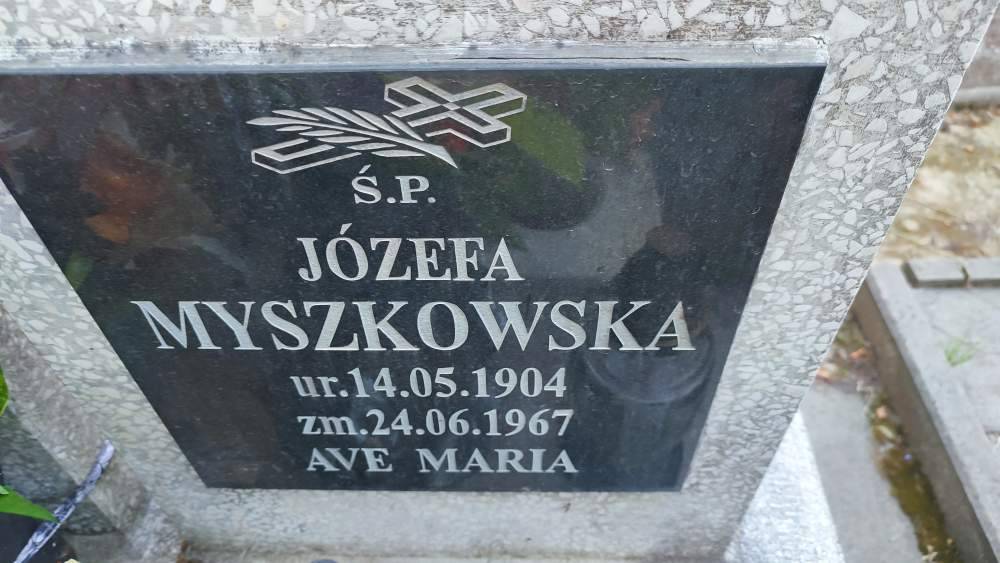 Ś.P.
JÓZEFA
MYSZKOWSKA
ur.14.05.1904
zm.24.06.1967
AVE MARIA